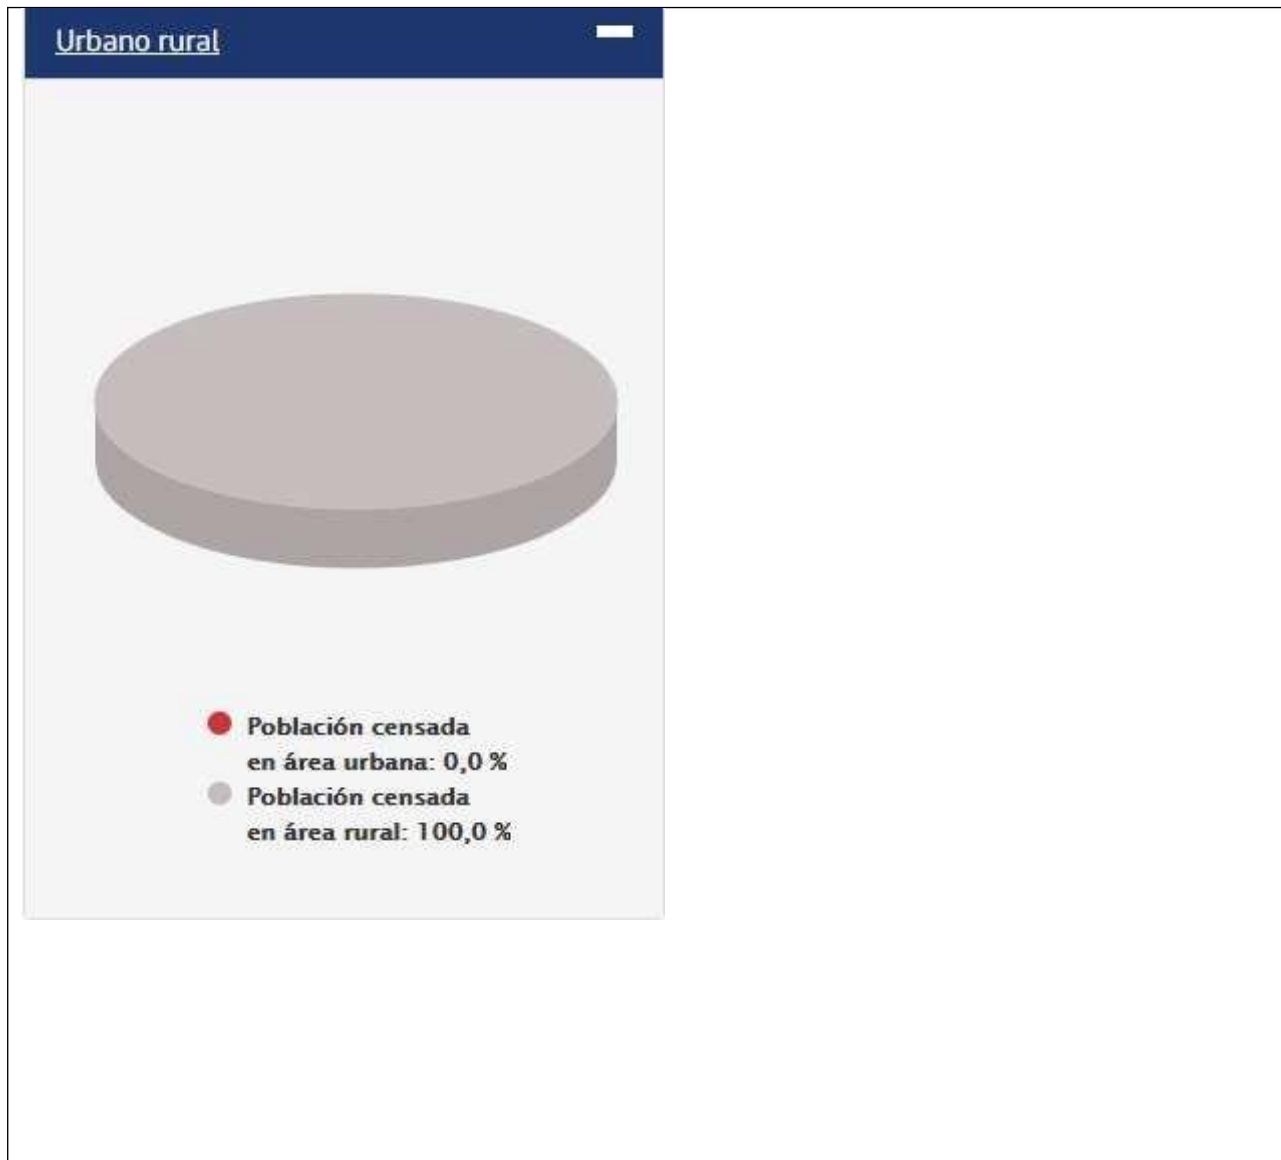 Urbano rural
Población censada
en área urbana: 0,0 %
Población censada
en área rural: 100,0 %